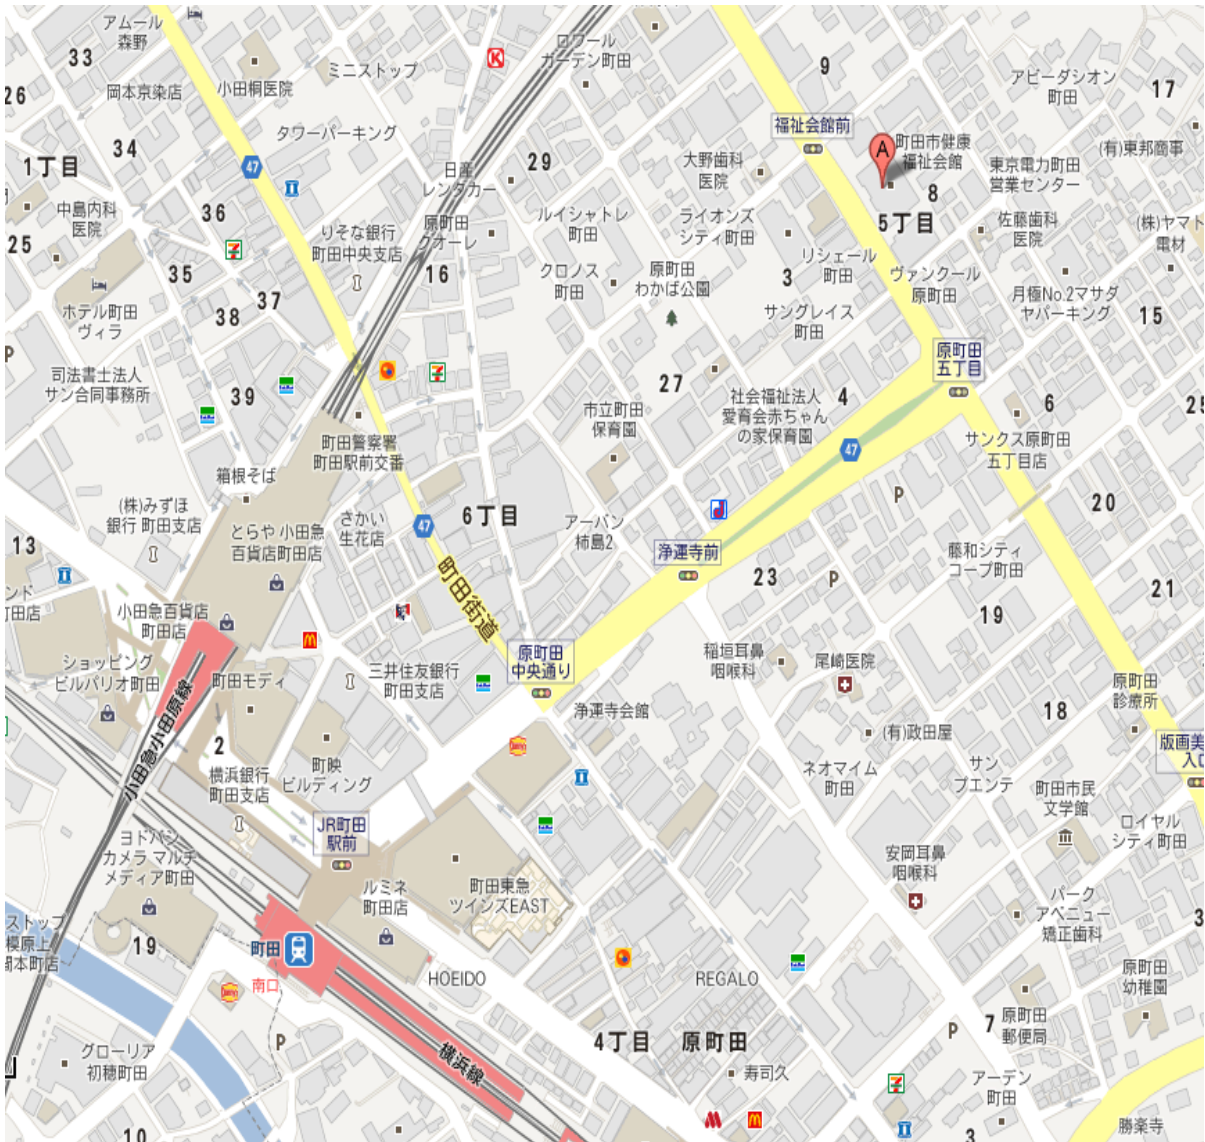 アムール
森野
33
26
岡本京染店
小田桐医院
ミニストップ
K
ロワール
ガーデン町田
9
アビーダシオン
町田
17
34
タワーパーキング
福祉会館前
A
町田市健康
福祉会館
(有)東邦商事
1丁目
47
日産
レンタカー
29
大野歯科
医院
東京電力町田
営業センター
8
中島内科
医院
36
りそな銀行
町田中央支店
原町田
クオーレ
ルイシャトレ
町田
ライオンズ
シティ町田
5丁目
佐藤歯科
医院
(株)ヤマト
電材
25
35
37
16
クロノス
町田
原町田
わかば公園
3
リシェール
町田
ヴァンクール
原町田
月極No.2マサダ
ヤパーキング
15
ホテル町田
ヴィラ
38
サングレイス
町田
P
司法書士法人
サン合同事務所
39
27
原町田
五丁目
市立町田
保育園
社会福祉法人
愛育会赤ちゃん
の家保育園
4
6
町田警察署
町田駅前交番
47
サンクス原町田
五丁目店
箱根そば
(株)みずほ
銀行 町田支店
とらや 小田急
百貨店町田店
さかい
生花店
47
6丁目
アーバン
柿島2
P
20
13
町田街道
浄運寺前
23
P
藤和シティ
コープ町田
21
町田店
小田急百貨店
町田店
19
ショッピング
ビルパリオ町田
町田モディ
三井住友銀行
町田支店
原町田
中央通り
稲垣耳鼻
咽喉科
尾崎医院
原町田
診療所
小田急小田原線
浄運寺会館
18
2
横浜銀行
町田支店
町映
ビルディング
(有)政田屋
版画美
入口
ネオマイム
町田
サン
プエンテ
町田市民
文学館
JR町田
駅前
ロイヤル
シティ町田
ヨドバシ
カメラ マルチ
メディア町田
ルミネ
町田店
町田東急
ツインズEAST
安岡耳鼻
咽喉科
パーク
アベニュー
矯正歯科
ストップ
模原上
鶴本町店
19
町田
南口
HOEIDO
REGALO
原町田
幼稚園
P
4丁目
原町田
P
7
原町田
郵便局
グローリア
初穂町田
横浜線
寿司久
アーデン
町田
10
3
勝楽寺